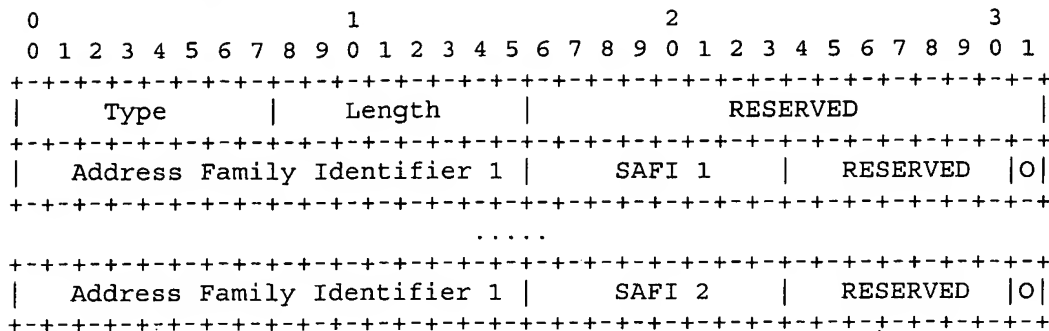 0                   1                   2                   3
 0 1 2 3 4 5 6 7 8 9 0 1 2 3 4 5 6 7 8 9 0 1 2 3 4 5 6 7 8 9 0 1
+-+-+-+-+-+-+-+-+-+-+-+-+-+-+-+-+-+-+-+-+-+-+-+-+-+-+-+-+-+-+-+-+
|     Type      |    Length     |            RESERVED           |
+-+-+-+-+-+-+-+-+-+-+-+-+-+-+-+-+-+-+-+-+-+-+-+-+-+-+-+-+-+-+-+-+
|   Address Family Identifier 1 |     SAFI 1    |   RESERVED  |O|
+-+-+-+-+-+-+-+-+-+-+-+-+-+-+-+-+-+-+-+-+-+-+-+-+-+-+-+-+-+-+-+-+
.....
+-+-+-+-+-+-+-+-+-+-+-+-+-+-+-+-+-+-+-+-+-+-+-+-+-+-+-+-+-+-+-+-+
|   Address Family Identifier 1 |     SAFI 2    |   RESERVED  |O|
+-+-+-+-+-+-+-+-+-+-+-+-+-+-+-+-+-+-+-+-+-+-+-+-+-+-+-+-+-+-+-+-+